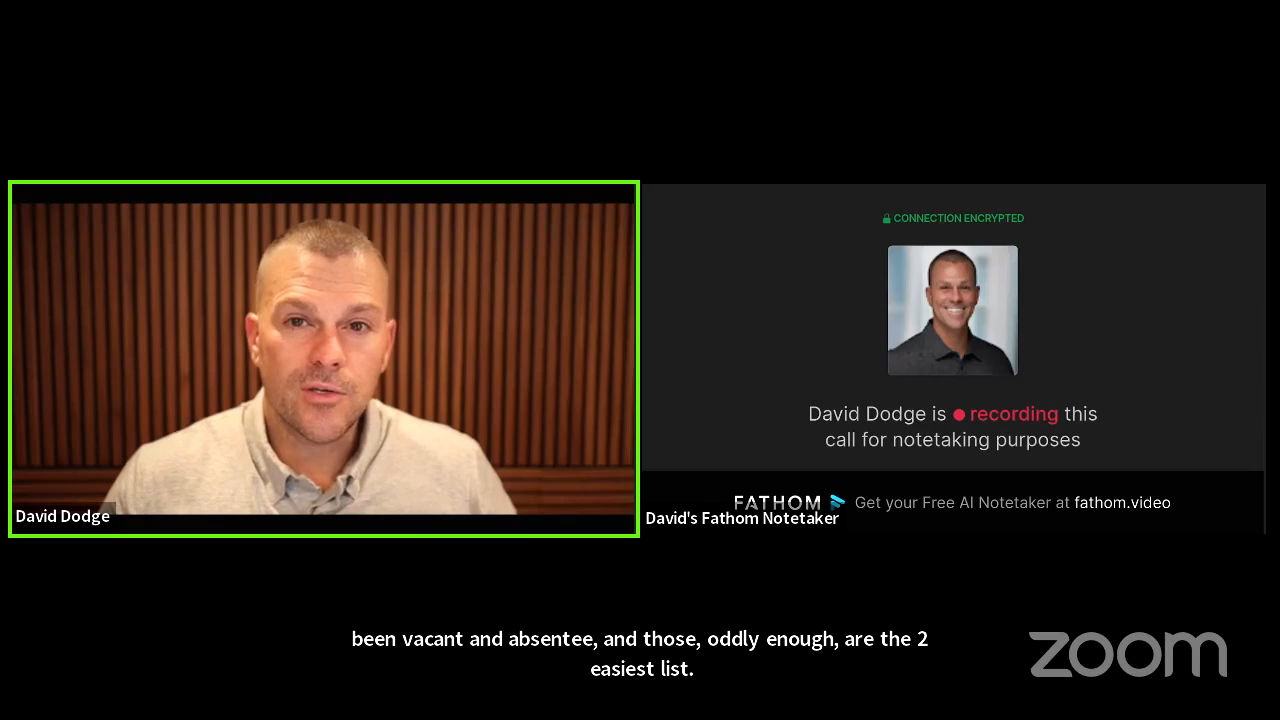 CONNECTION ENCRYPTED
David Dodge is recording this
call for notetaking purposes
FATHOM Get your Free AI Notetaker at fathom.video
David Dodge
David's Fathom Notetaker
been vacant and absentee, and those, oddly enough, are the 2
easiest list.
zoom